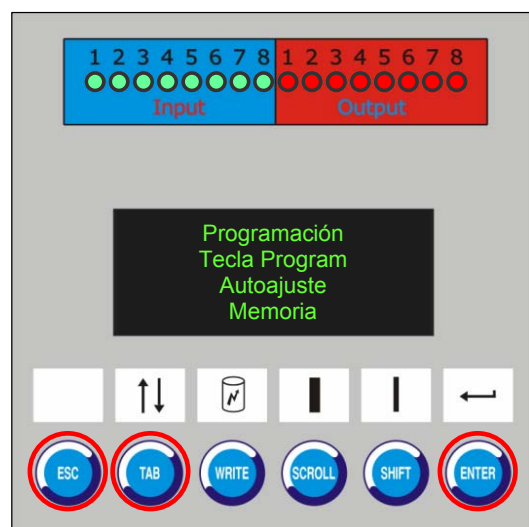 1 2 3 4 5 6 7 8 1 2 3 4 5 6 7 8
Input Output
Programación
Tecla Program
Autoajuste
Memoria
ESC TAB WRITE SCROLL SHIFT ENTER